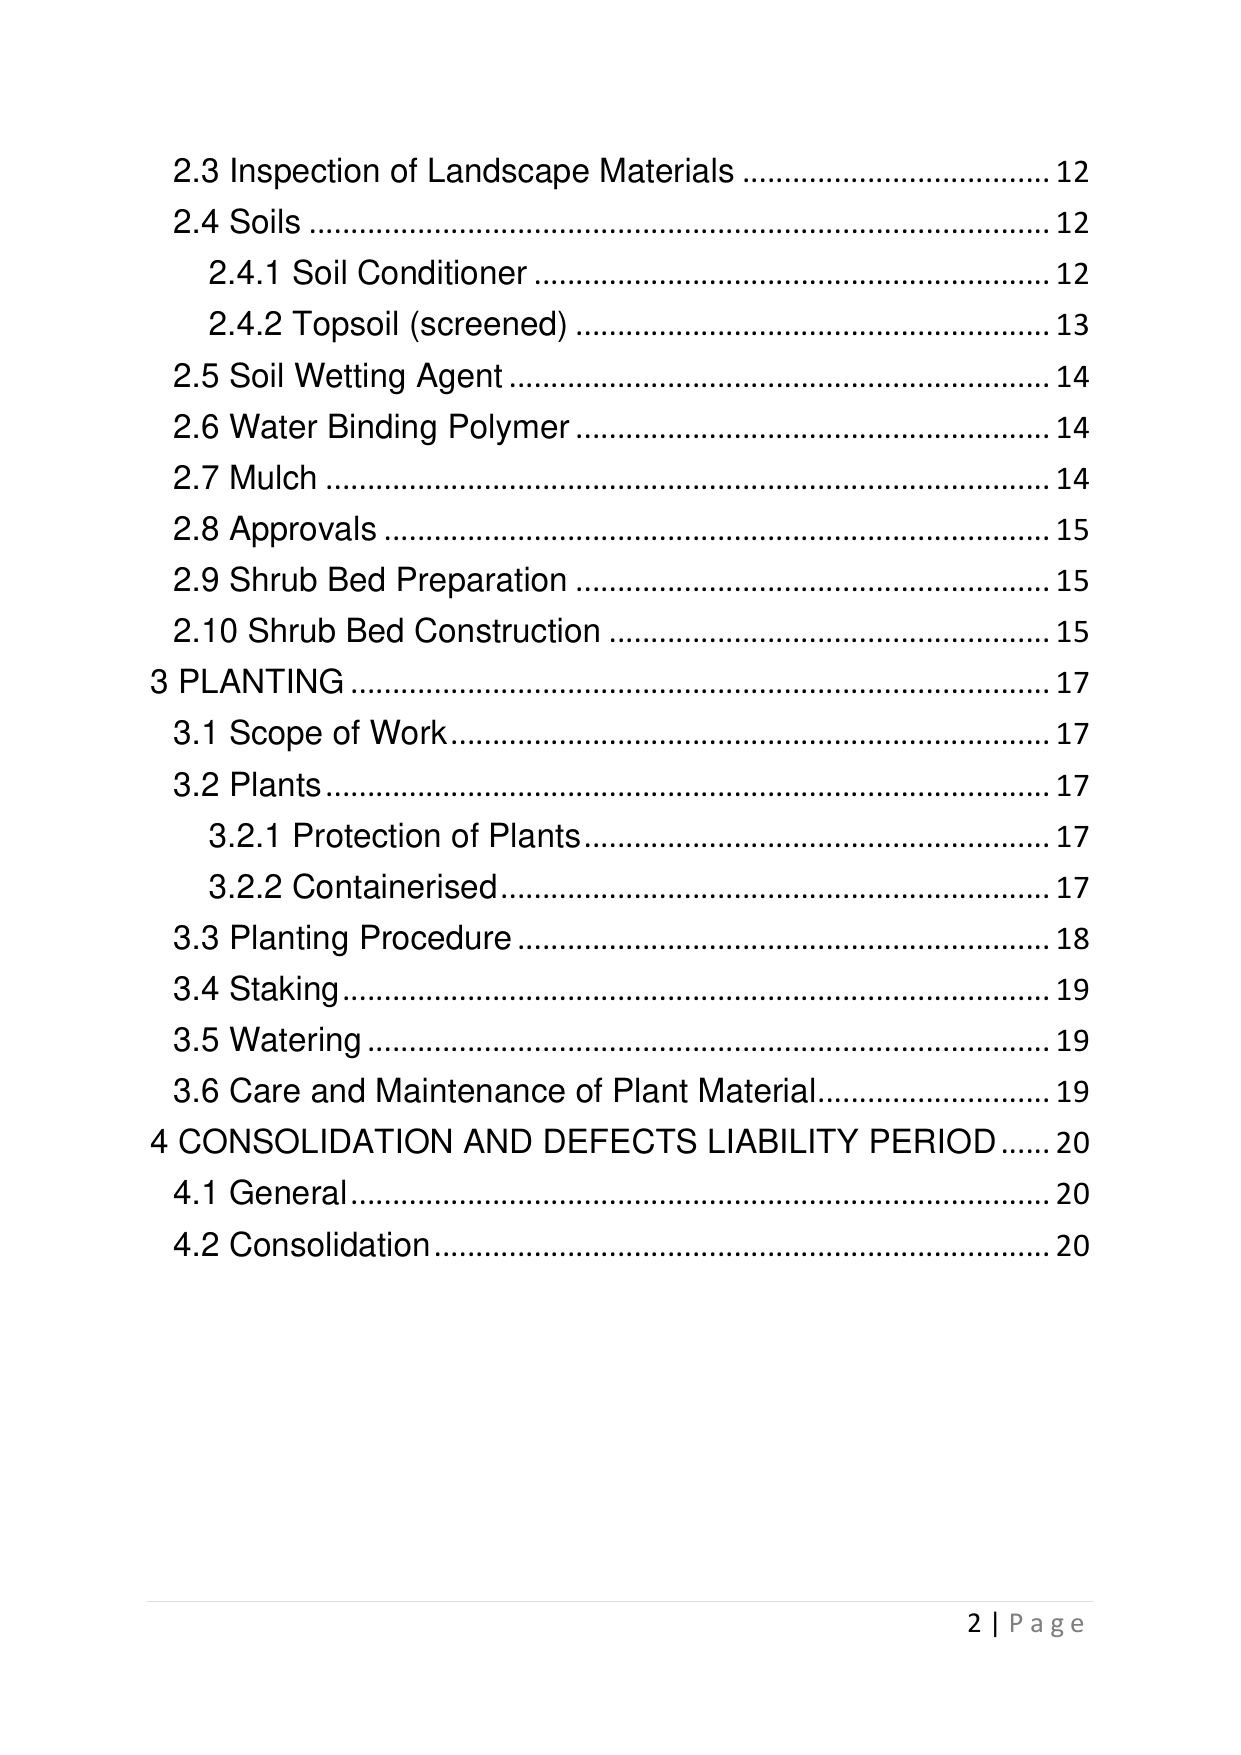 2.3 Inspection of Landscape Materials ..................................... 12
2.4 Soils ......................................................................................... 12
2.4.1 Soil Conditioner .............................................................. 12
2.4.2 Topsoil (screened) ......................................................... 13
2.5 Soil Wetting Agent ................................................................. 14
2.6 Water Binding Polymer ......................................................... 14
2.7 Mulch ....................................................................................... 14
2.8 Approvals ................................................................................ 15
2.9 Shrub Bed Preparation ......................................................... 15
2.10 Shrub Bed Construction ..................................................... 15
3 PLANTING .................................................................................... 17
3.1 Scope of Work ........................................................................ 17
3.2 Plants ....................................................................................... 17
3.2.1 Protection of Plants ........................................................ 17
3.2.2 Containerised .................................................................. 17
3.3 Planting Procedure ................................................................ 18
3.4 Staking ..................................................................................... 19
3.5 Watering .................................................................................. 19
3.6 Care and Maintenance of Plant Material ............................ 19
4 CONSOLIDATION AND DEFECTS LIABILITY PERIOD ...... 20
4.1 General .................................................................................... 20
4.2 Consolidation .......................................................................... 20
2 | Page